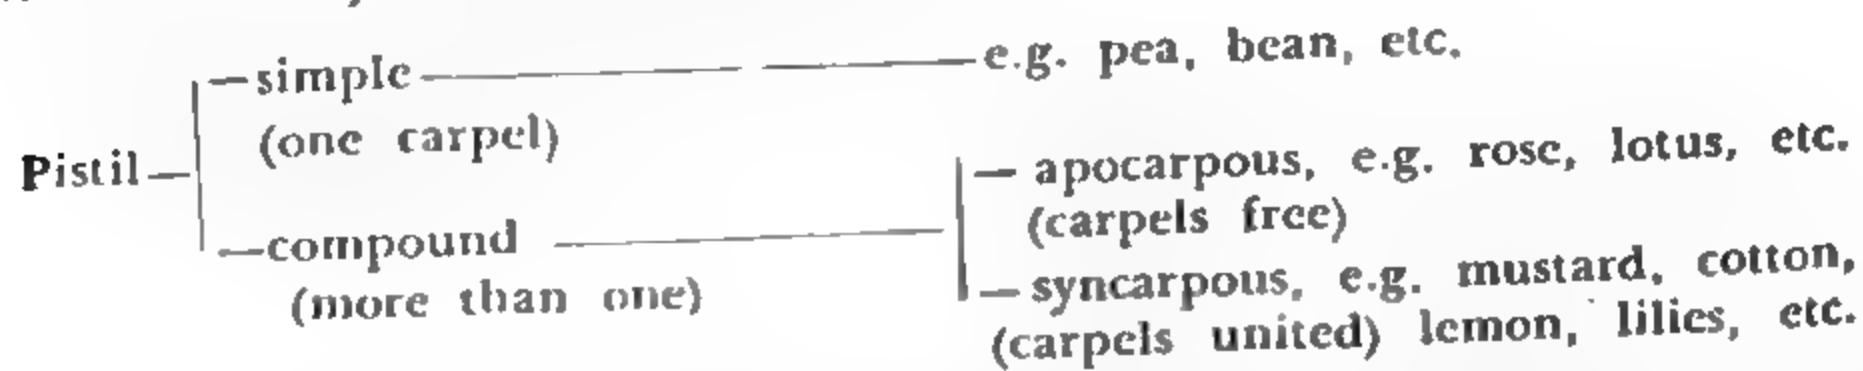 simple e.g. pea, bean, etc.
(one carpel)
Pistil apocarpous, e.g. rose, lotus, etc.
(carpels free)
compound
syncarpous, e.g. mustard, cotton,
(more than one)
(carpels united) lemon, lilies, etc.